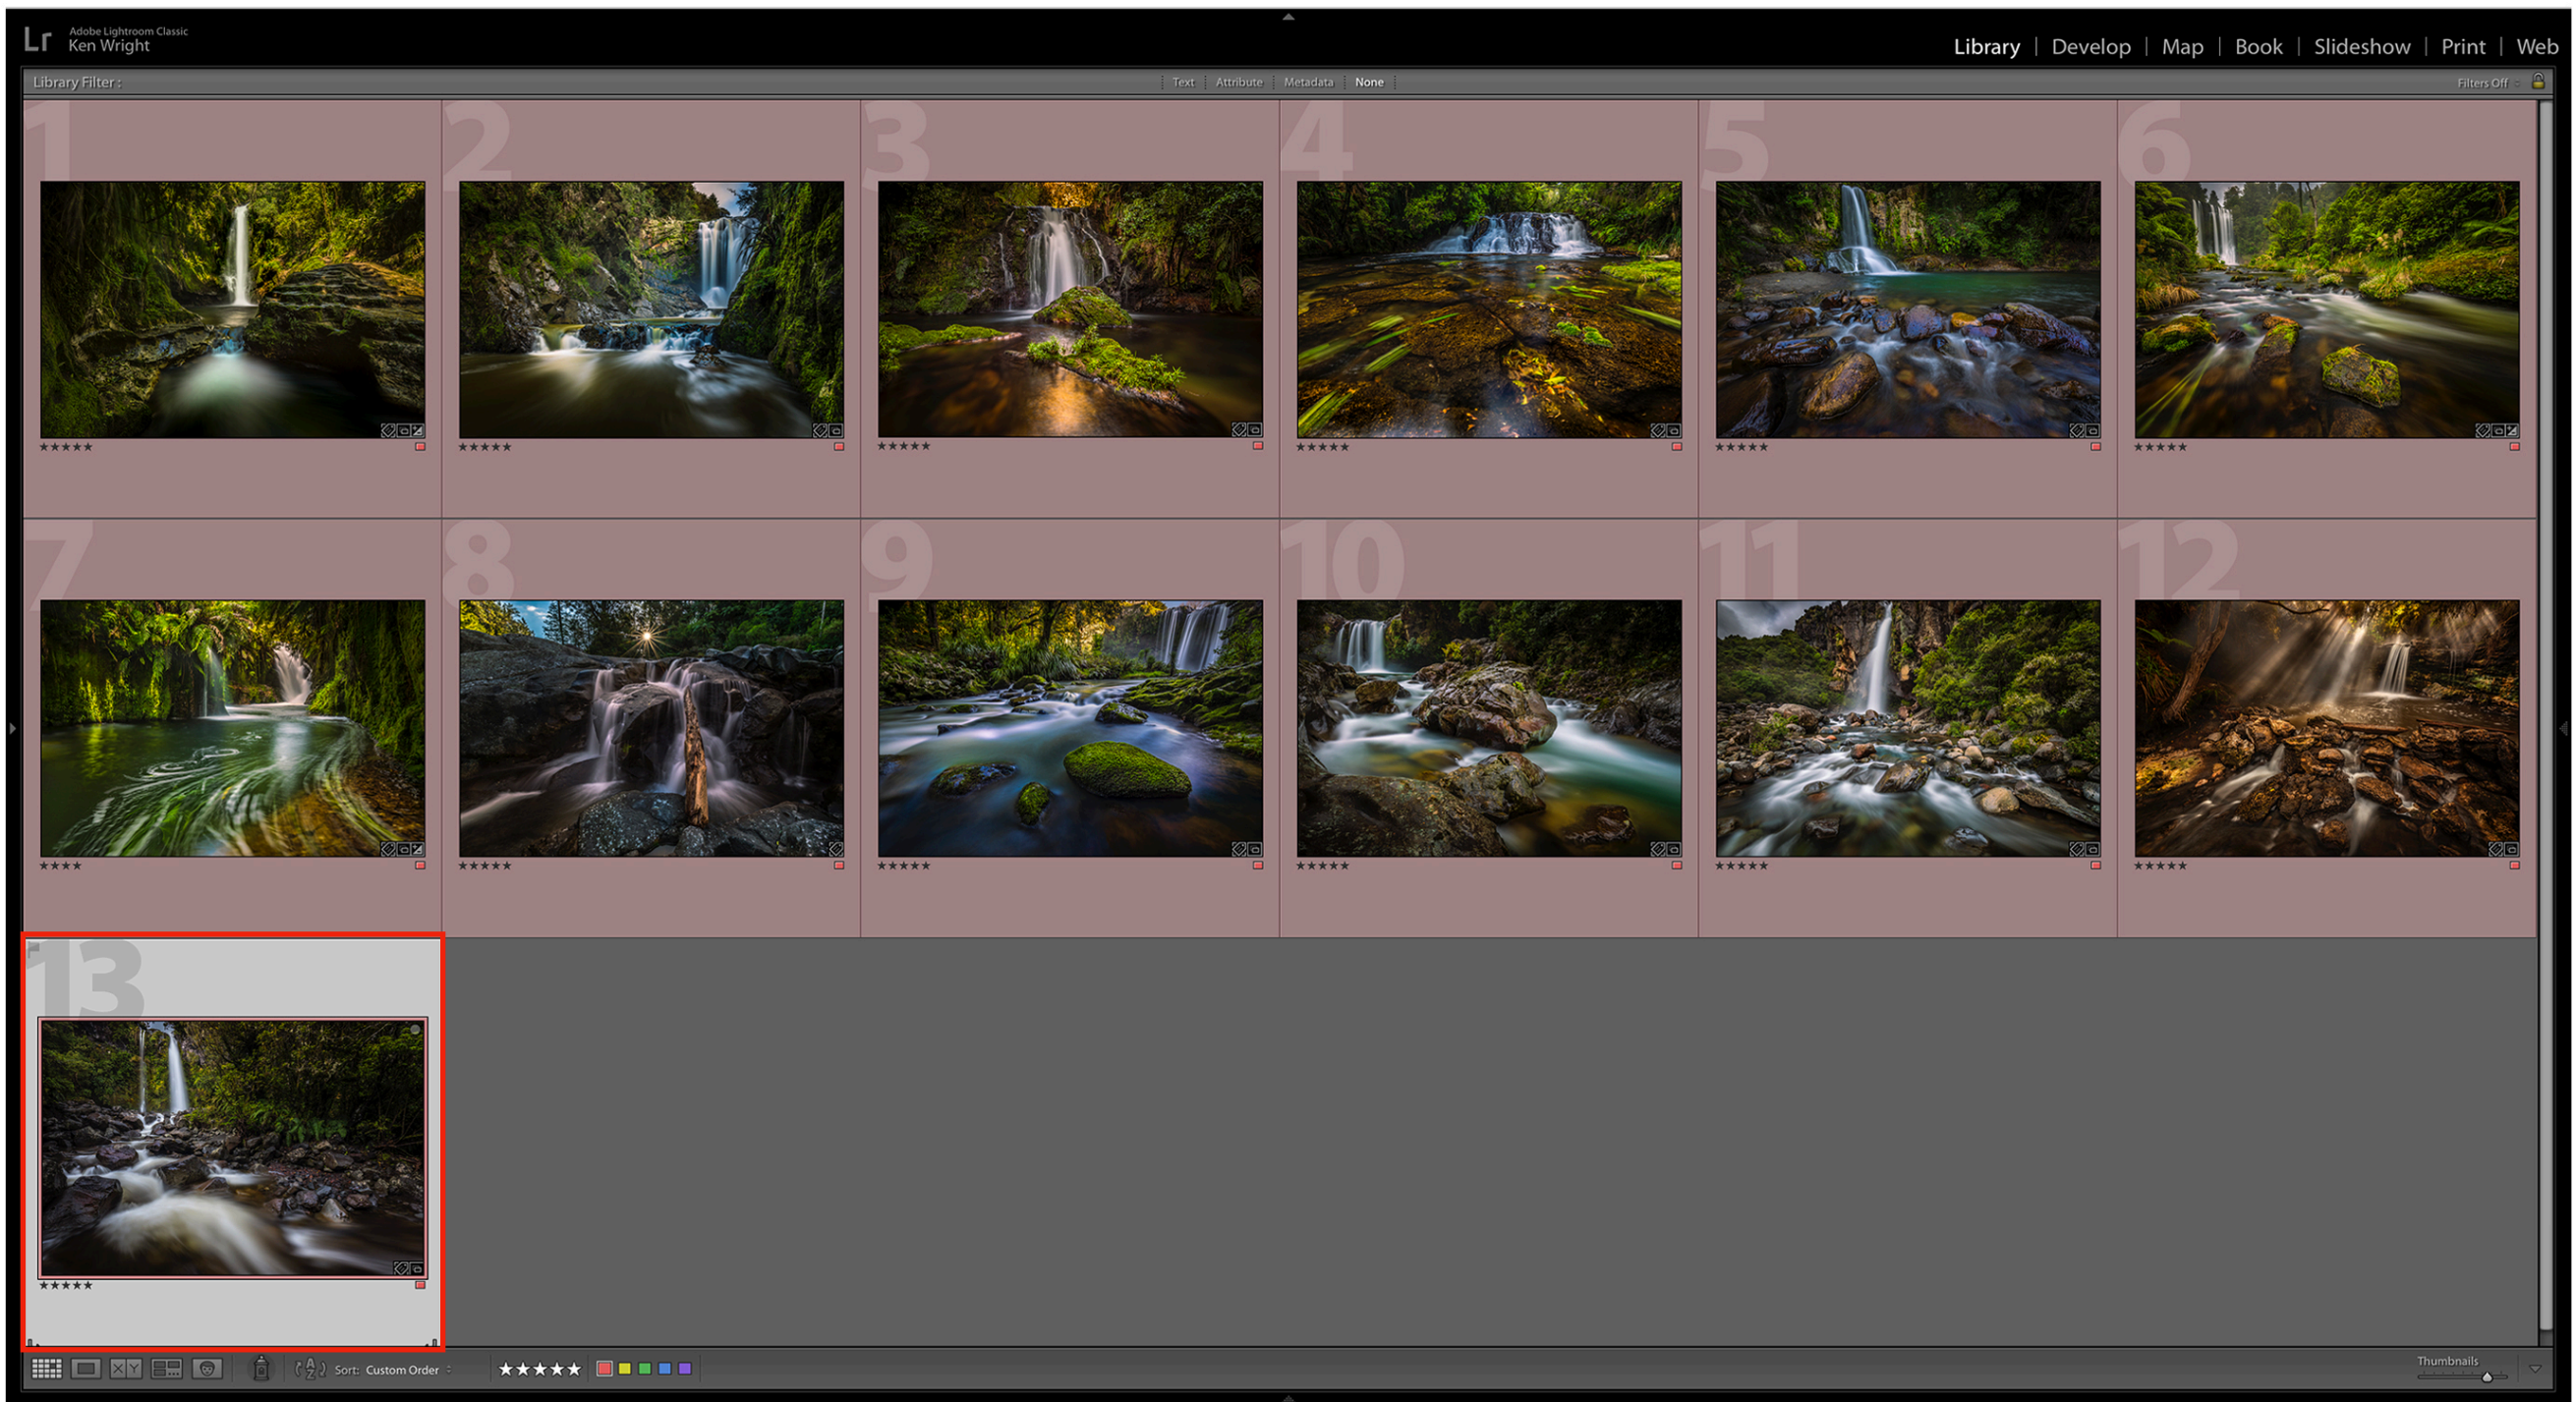 Lr Adobe Lightroom Classic
Ken Wright
Library | Develop | Map | Book | Slideshow | Print | Web
Library Filter : Text Attribute Metadata None Filters Off
1 2 3 4 5 6
★★★★★ ★★★★★ ★★★★★ ★★★★★ ★★★★★ ★★★★★
7 8 9 10 11 12
★★★★ ★★★★★ ★★★★★ ★★★★★ ★★★★★ ★★★★★
13
★★★★★
XY AZ Sort: Custom Order ★★★★★ Thumbnails